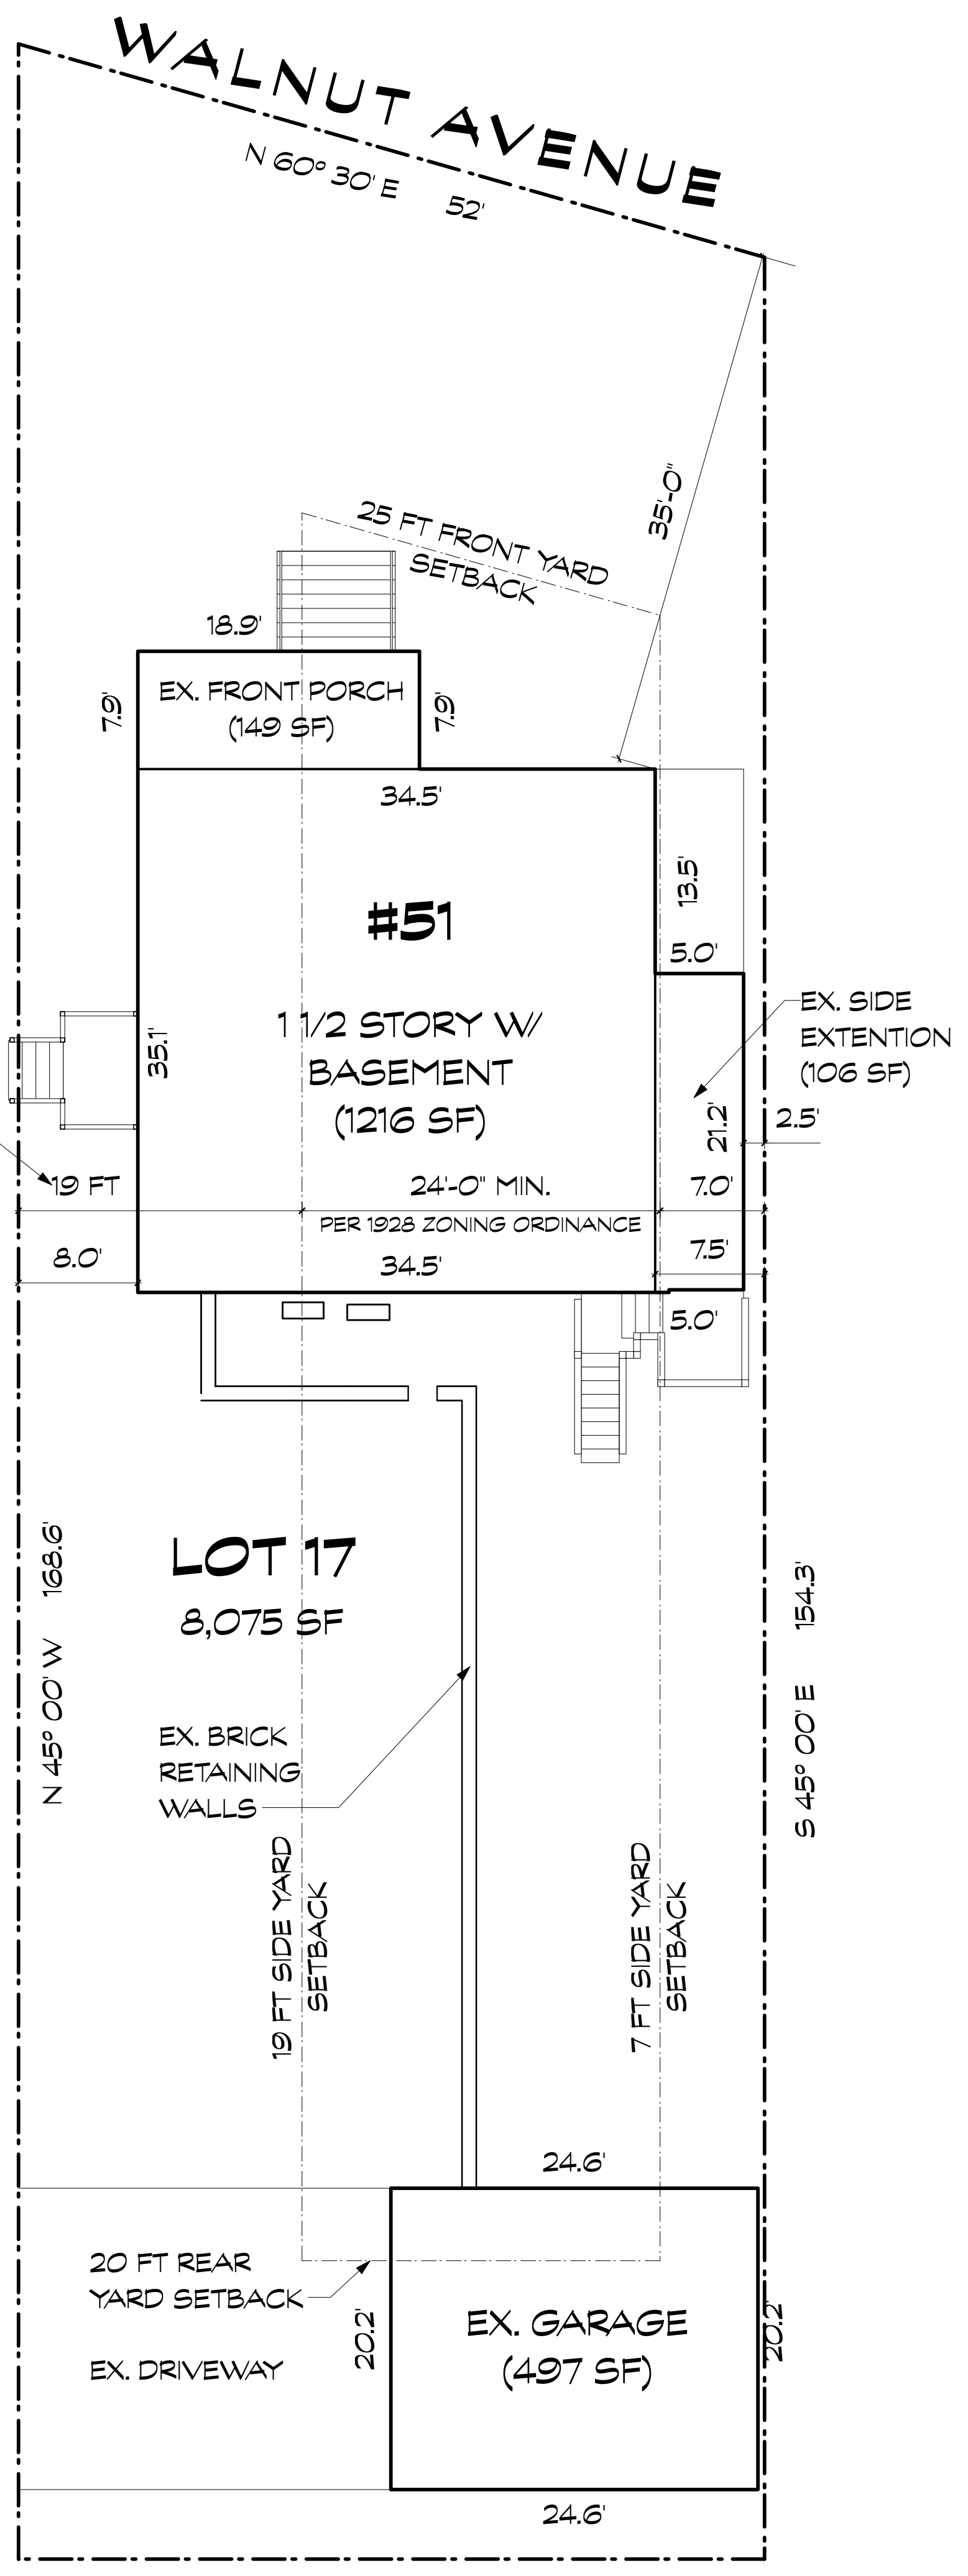 WALNUT AVENUE
N 60° 30' E 52'
35'-0"
25 FT FRONT YARD
SETBACK
18.9'
7.9'
EX. FRONT PORCH
(149 SF)
7.9'
34.5'
13.5'
#51
5.0'
1 1/2 STORY W/
BASEMENT
(1216 SF)
35.1'
EX. SIDE
EXTENTION
(106 SF)
21.2'
2.5'
19 FT
24'-0" MIN.
7.0'
PER 1928 ZONING ORDINANCE
8.0'
34.5'
7.5'
5.0'
N 45° 00' W 168.6'
LOT 17
8,075 SF
S 45° 00' E 154.3'
EX. BRICK
RETAINING
WALLS
19 FT SIDE YARD
SETBACK
7 FT SIDE YARD
SETBACK
24.6'
20 FT REAR
YARD SETBACK
20.2'
EX. GARAGE
(497 SF)
20.2'
EX. DRIVEWAY
24.6'